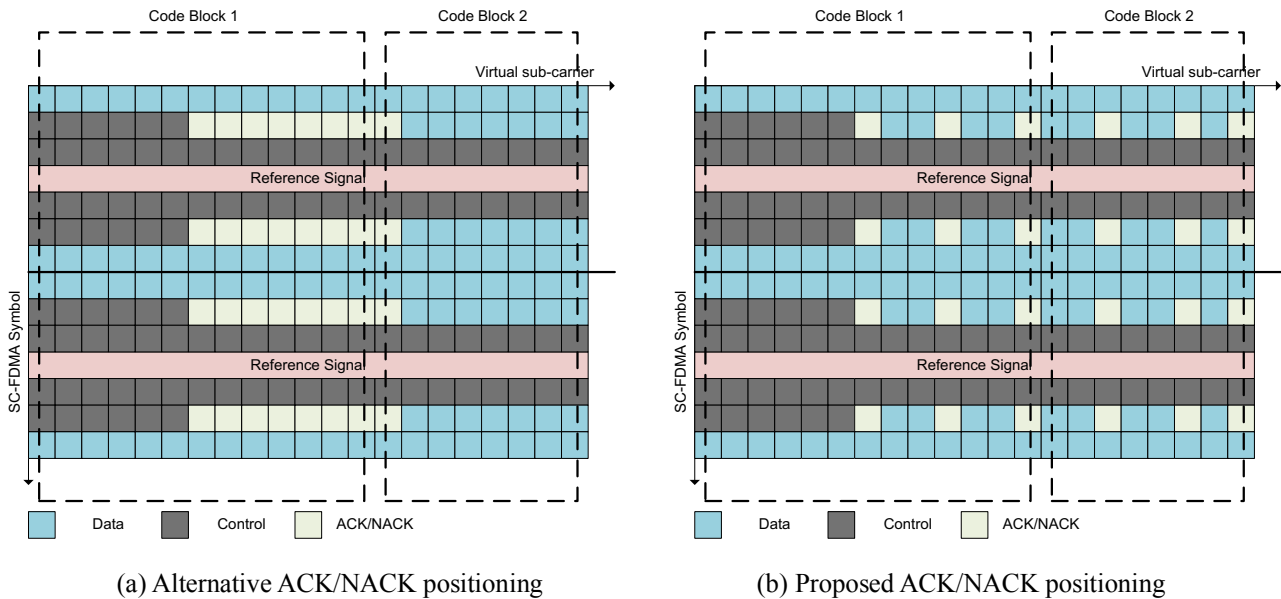 Code Block 1
Code Block 2
Virtual sub-carrier
Reference Signal
SC-FDMA Symbol
Reference Signal
Data
Control
ACK/NACK
(a) Alternative ACK/NACK positioning
Code Block 1
Code Block 2
Virtual sub-carrier
Reference Signal
SC-FDMA Symbol
Reference Signal
Data
Control
ACK/NACK
(b) Proposed ACK/NACK positioning